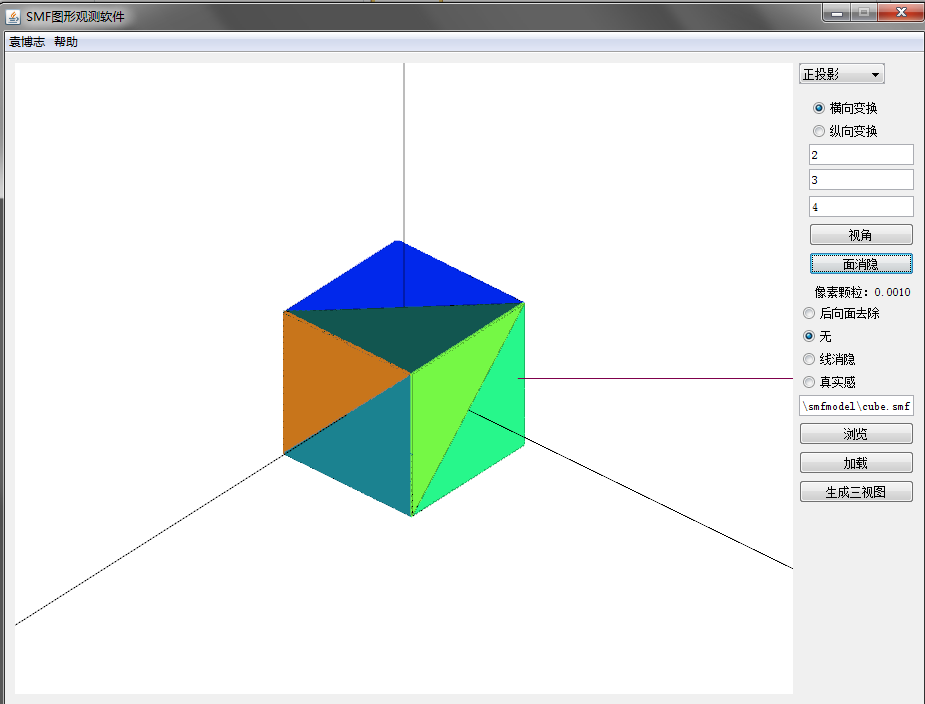 SMF图形观测软件
袁博志 帮助
正投影
横向变换
纵向变换
2
3
4
视角
面消隐
像素颗粒: 0.0010
后向面去除
无
线消隐
真实感
\smfmodel\cube.smf
浏览
加载
生成三视图